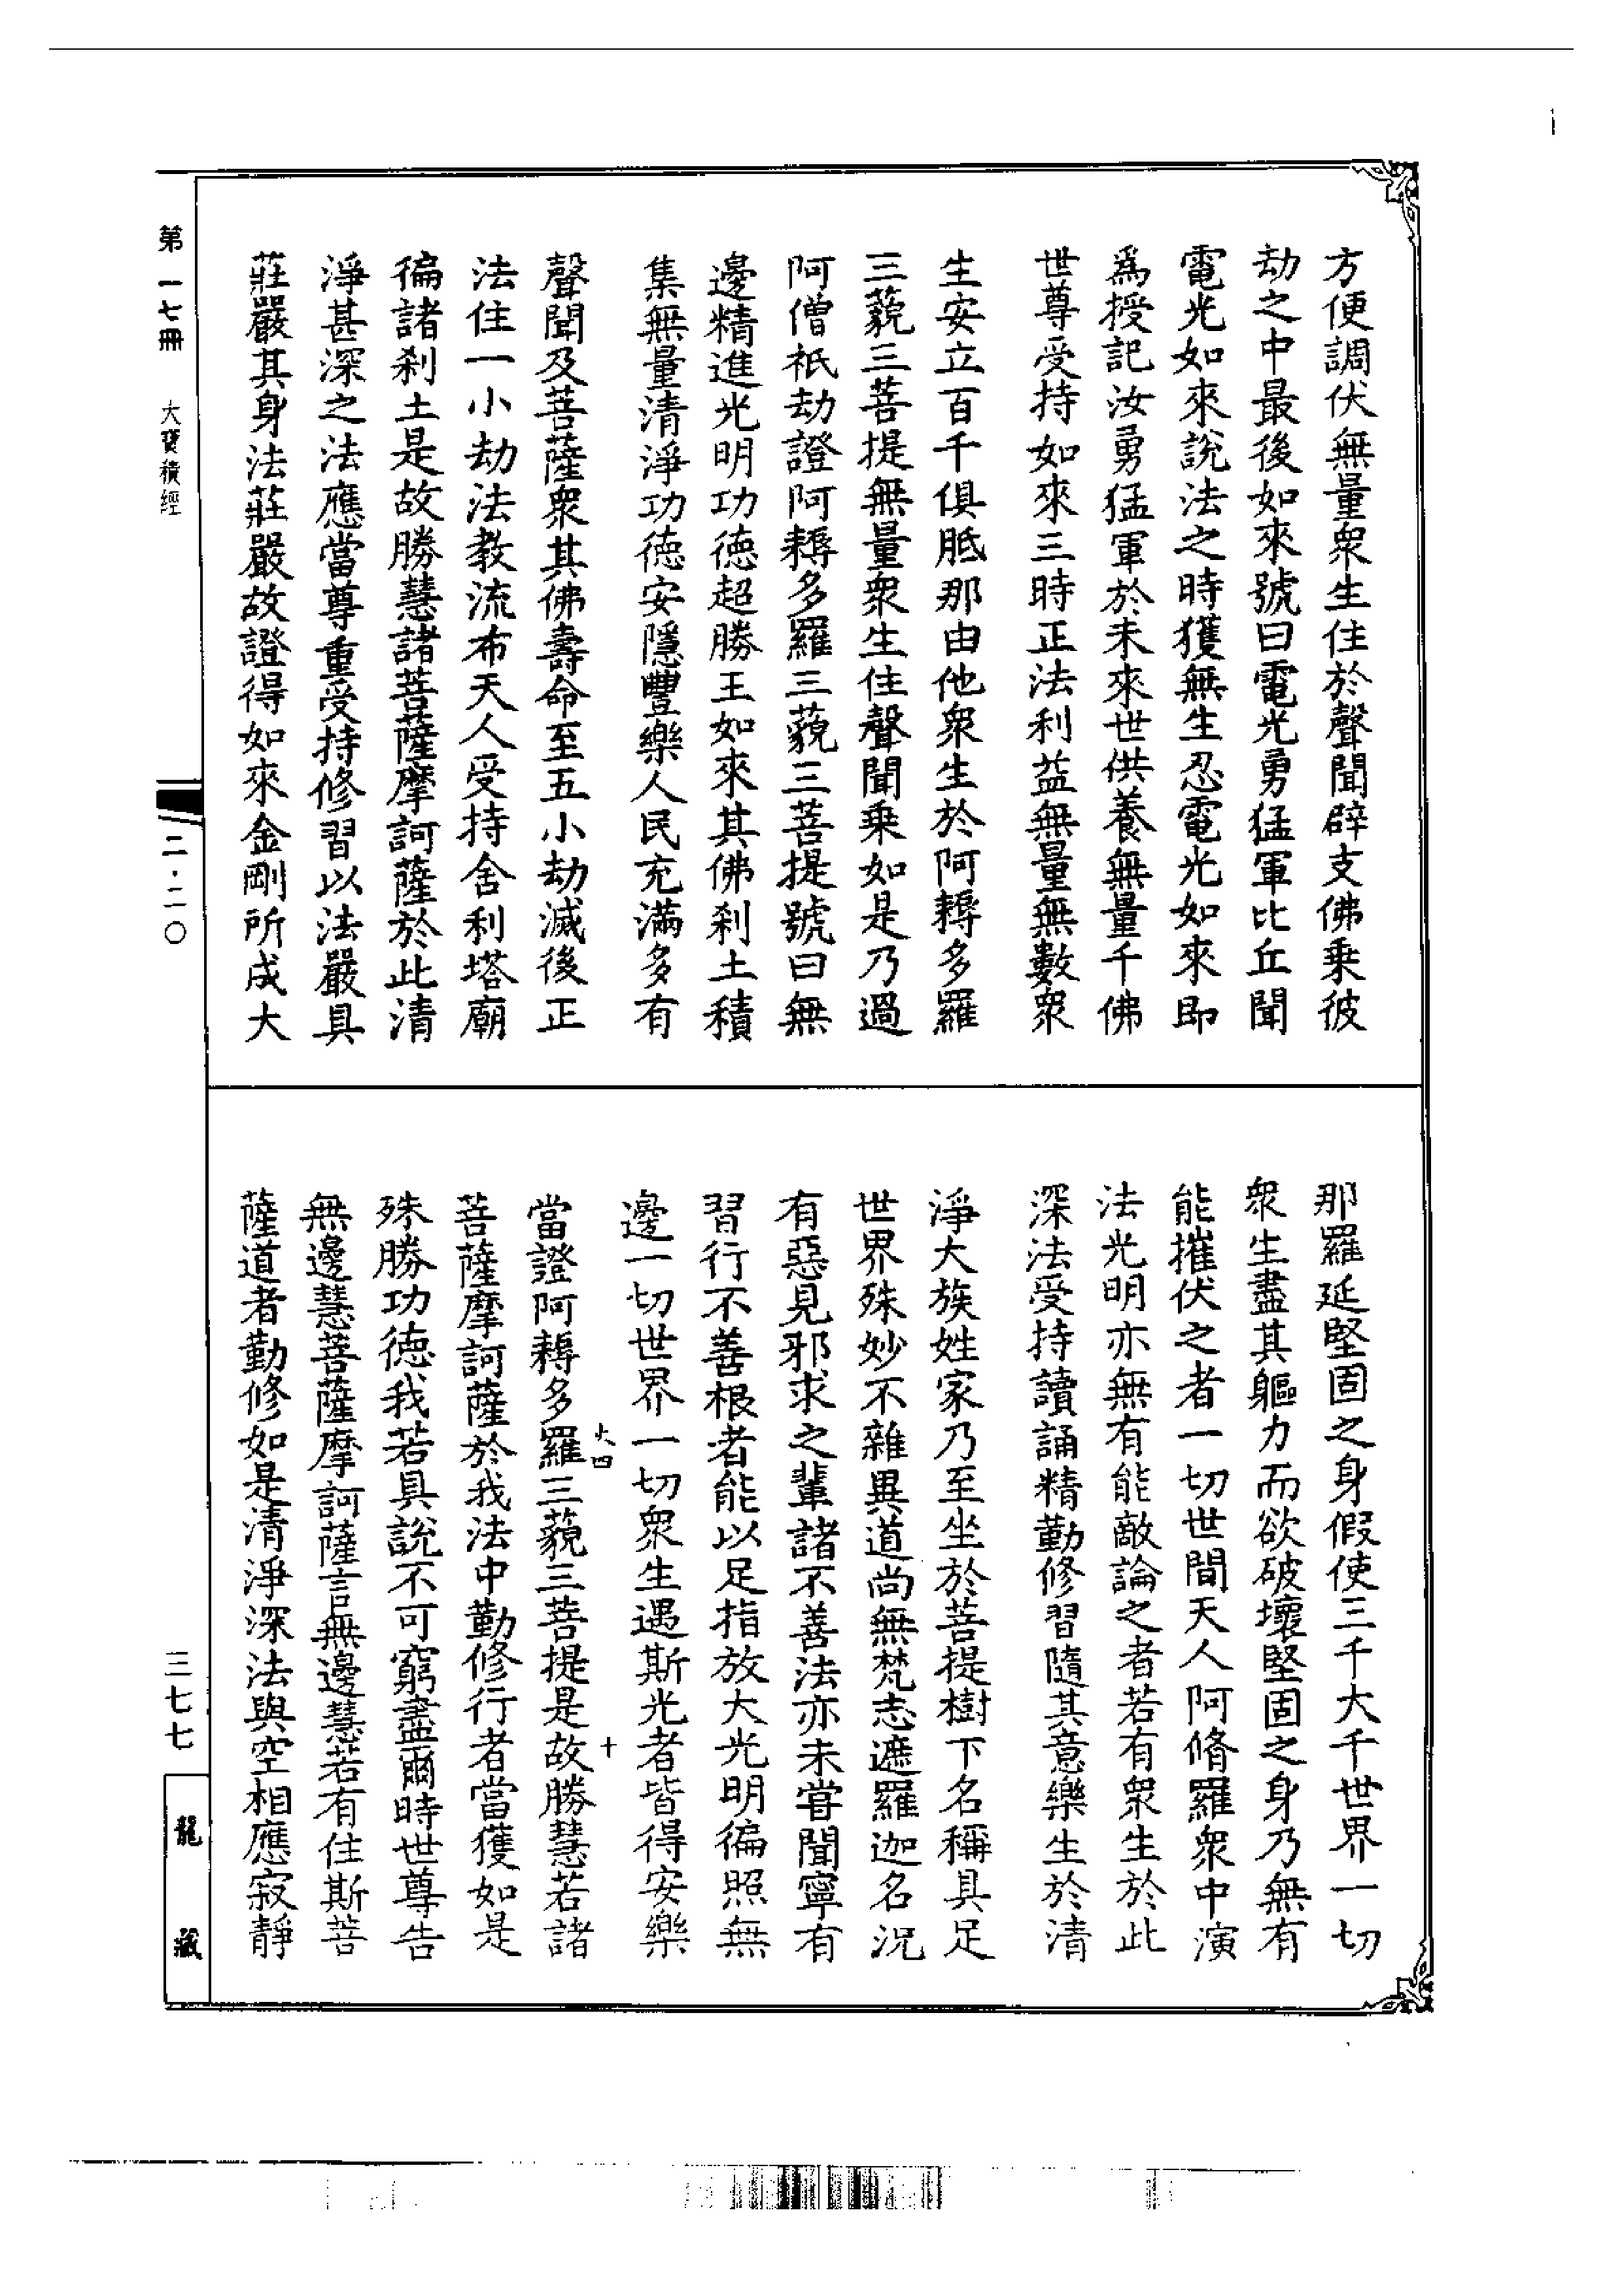 方便調伏無量衆生住於聲聞辟支佛乗彼
劫之中最後如來號曰電光勇猛軍比丘聞
電光如來説法之時獲無生忍電光如來即
爲授記汝勇猛軍於未來世供養無量千佛
世尊受持如來三時正法利益無量無數衆
生安立百千俱胝那由他衆生於阿耨多羅
三藐三菩提無量衆生住聲聞乗如是乃過
阿僧祇劫證阿耨多羅三藐三菩提號曰無
邊精進光明功德超勝王如來其佛刹土積
集無量清淨功德安隱豐樂人民充滿多有
聲聞及菩薩衆其佛壽命至五小劫滅後正
法住一小劫法教流布天人受持舍利塔廟
徧諸刹土是故勝慧諸菩薩摩訶薩於此清
淨甚深之法應當尊重受持修習以法嚴具
莊嚴其身法莊嚴故證得如來金剛所成大
那羅延堅固之身假使三千大千世界一切
衆生盡其軀力而欲破壞堅固之身乃無有
能摧伏之者一切世間天人阿脩羅衆中演
法光明亦無有能敵論之者若有衆生於此
深法受持讀誦精勤修習隨其意樂生於清
淨大族姓家乃至坐於菩提樹下名稱具足
世界殊妙不雜異道尚無梵志遮羅迦名況
有惡見邪求之輩諸不善法亦未甞聞寧有
習行不善根者能以足指放大光明徧照無
邊一切世界一切衆生遇斯光者皆得安樂
火四 十
當證阿耨多羅三藐三菩提是故勝慧若諸
菩薩摩訶薩於我法中勤修行者當獲如是
殊勝功德我若具説不可窮盡爾時世尊告
無邊慧菩薩摩訶薩言無邊慧若有住斯菩
薩道者勤修如是清淨深法與空相應寂靜
第一七冊 大寶積經
二·二〇
三七七
龍藏